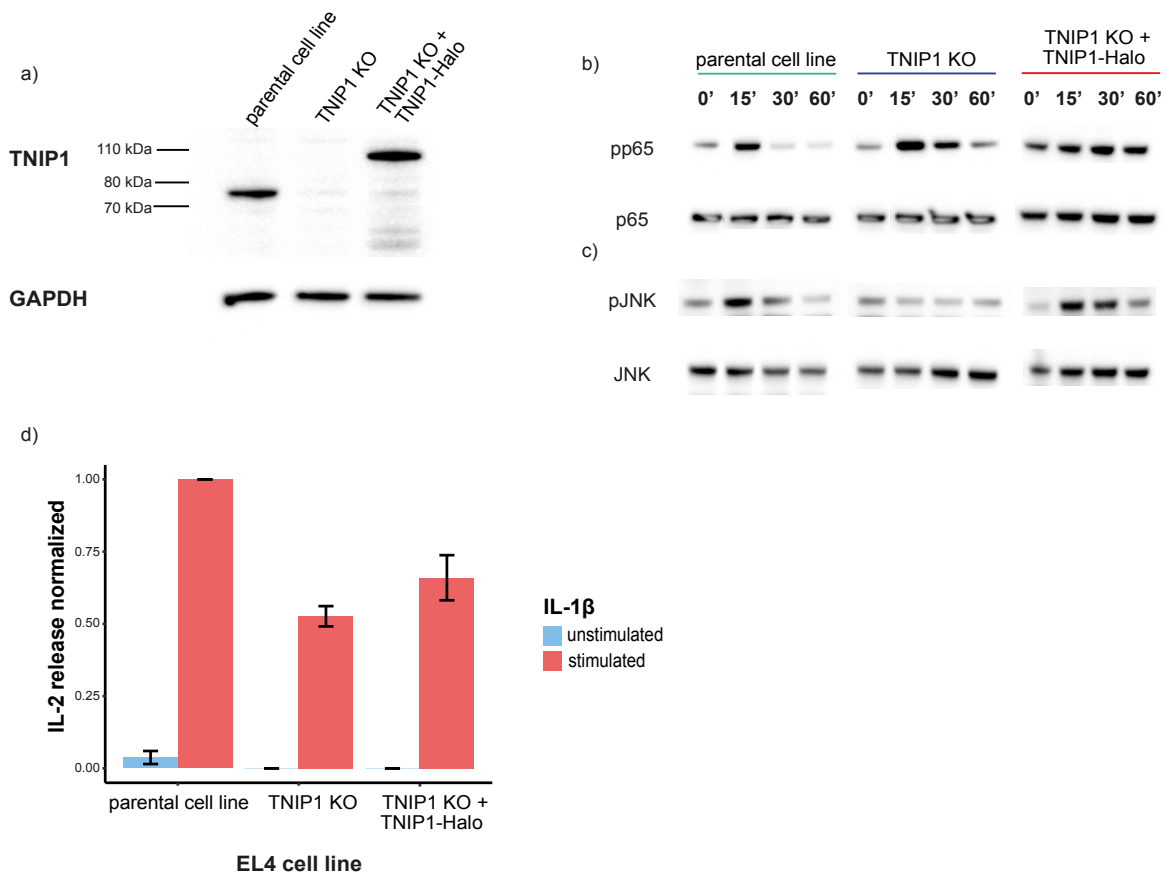 a)
parental cell line
TNIP1 KO
TNIP1 KO +
TNIP1-Halo
TNIP1
110 kDa
80 kDa
70 kDa
GAPDH
b)
parental cell line
TNIP1 KO
TNIP1 KO +
TNIP1-Halo
0’ 15’ 30’ 60’ 0’ 15’ 30’ 60’ 0’ 15’ 30’ 60’
pp65
p65
c)
pJNK
JNK
d)
IL-2 release normalized
1.00
0.75
0.50
0.25
0.00
parental cell line
TNIP1 KO
TNIP1 KO +
TNIP1-Halo
EL4 cell line
IL-1β
unstimulated
stimulated